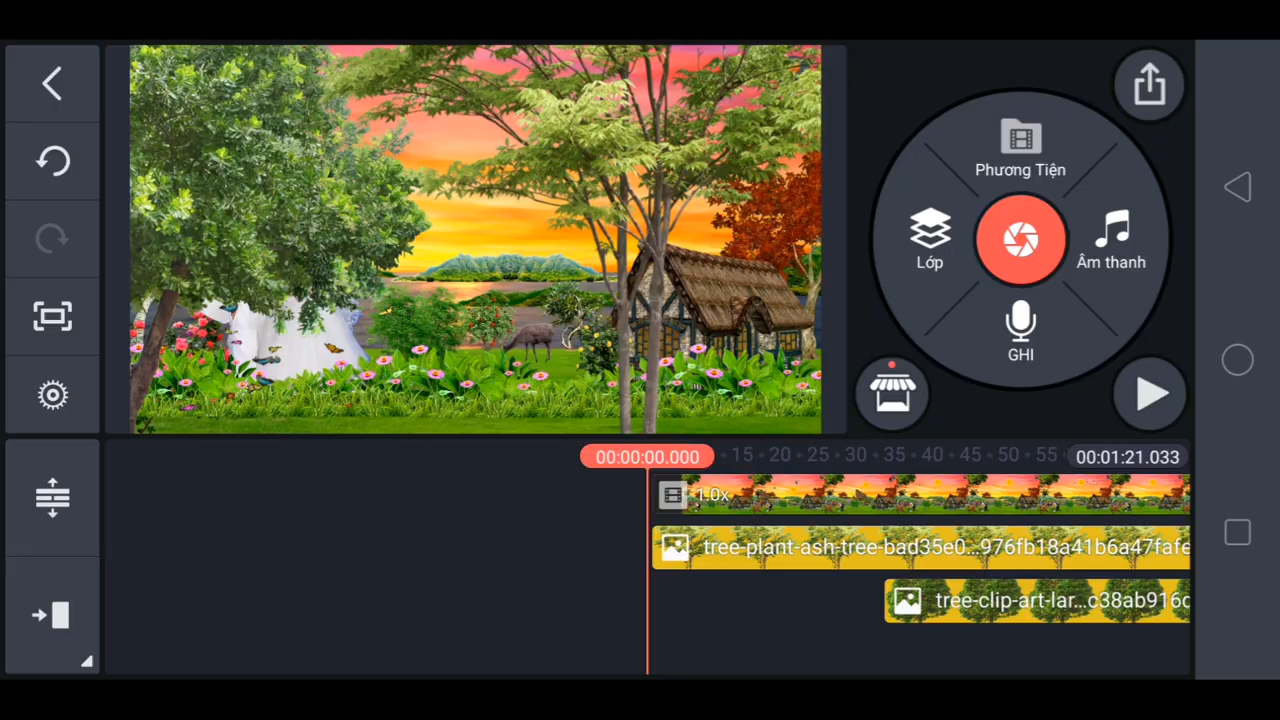 Phương Tiện
Lớp
Âm thanh
GHI
00:00:00.000
15 20 25 30 35 40 45 50 55
00:01:21.033
1.0x
tree-plant-ash-tree-bad35e0...976fb18a41b6a47fafe
tree-clip-art-lar...c38ab916c